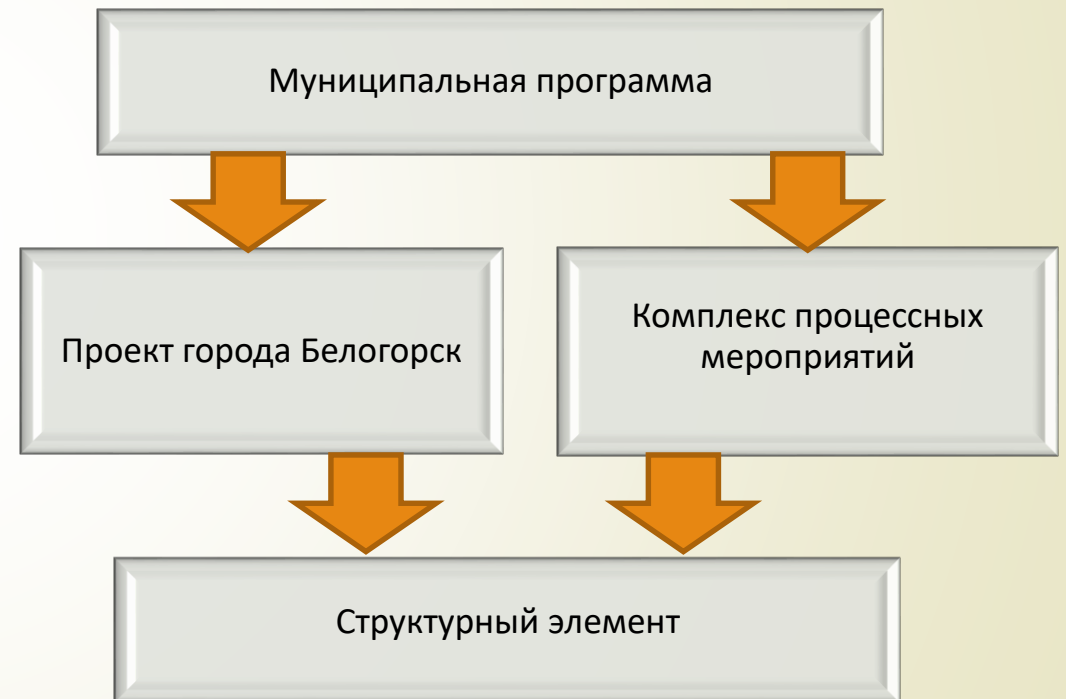 Муниципальная программа
Проект города Белогорск
Комплекс процессных
мероприятий
Структурный элемент